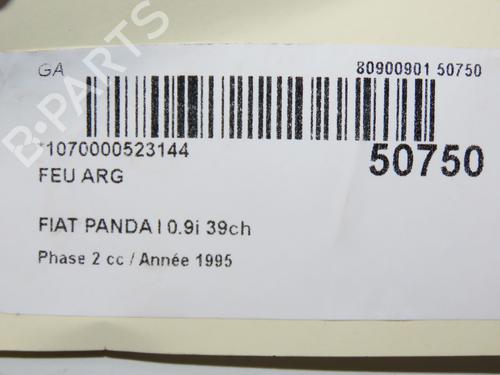 GA 80900901 50750
*1070000523144 50750
FEU ARG
FIAT PANDA I 0.9i 39ch
Phase 2 cc / Année 1995
B-PARTS